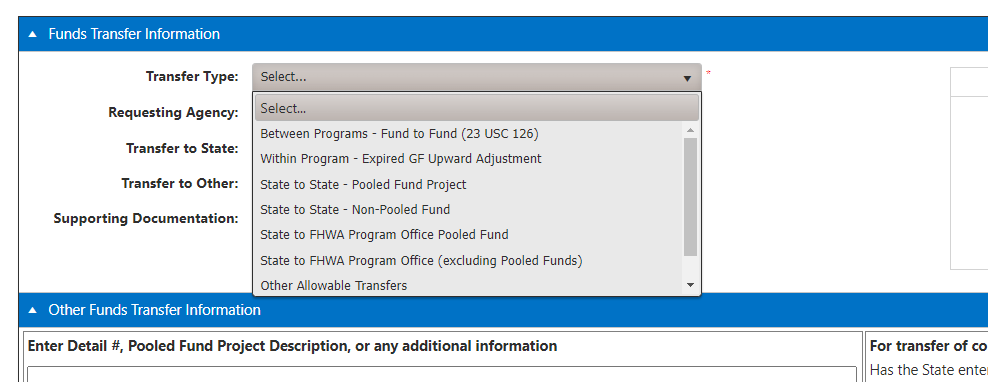 Funds Transfer Information
Transfer Type: Select... *
Select...
Requesting Agency:
Between Programs - Fund to Fund (23 USC 126)
Transfer to State:
Within Program - Expired GF Upward Adjustment
Transfer to Other:
State to State - Pooled Fund Project
State to State - Non-Pooled Fund
Supporting Documentation:
State to FHWA Program Office Pooled Fund
State to FHWA Program Office (excluding Pooled Funds)
Other Allowable Transfers
Other Funds Transfer Information
Enter Detail #, Pooled Fund Project Description, or any additional information
For transfer of co
Has the State ente